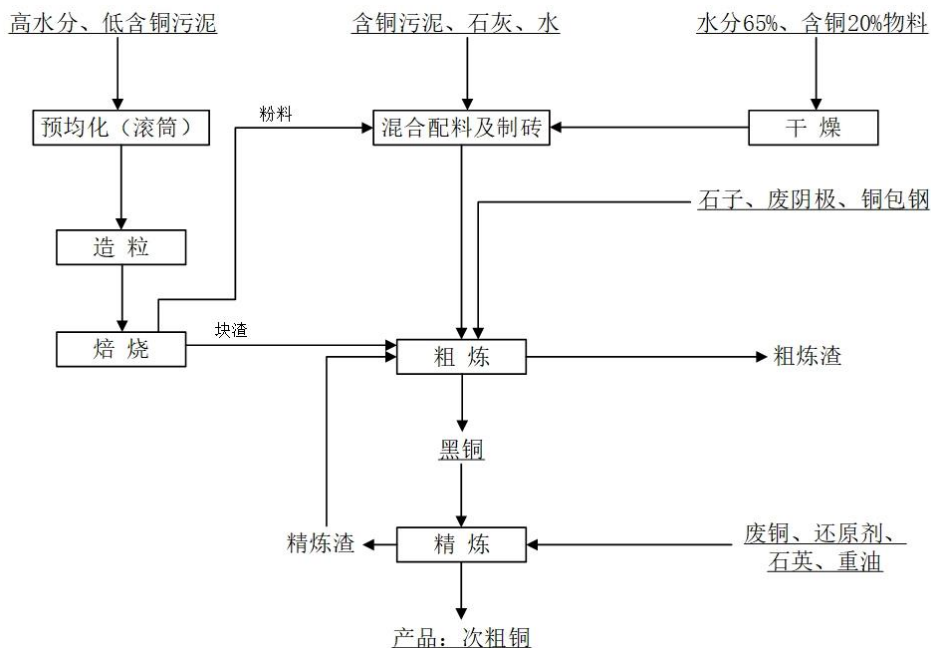 高水分、低含铜污泥
含铜污泥、石灰、水
水分65%、含铜20%物料
预均化（滚筒）
粉料
混合配料及制砖
干 燥
石子、废阴极、铜包钢
造 粒
焙 烧
块渣
粗 炼
粗炼渣
黑铜
精炼渣
精 炼
废铜、还原剂、
石英、重油
产品：次粗铜